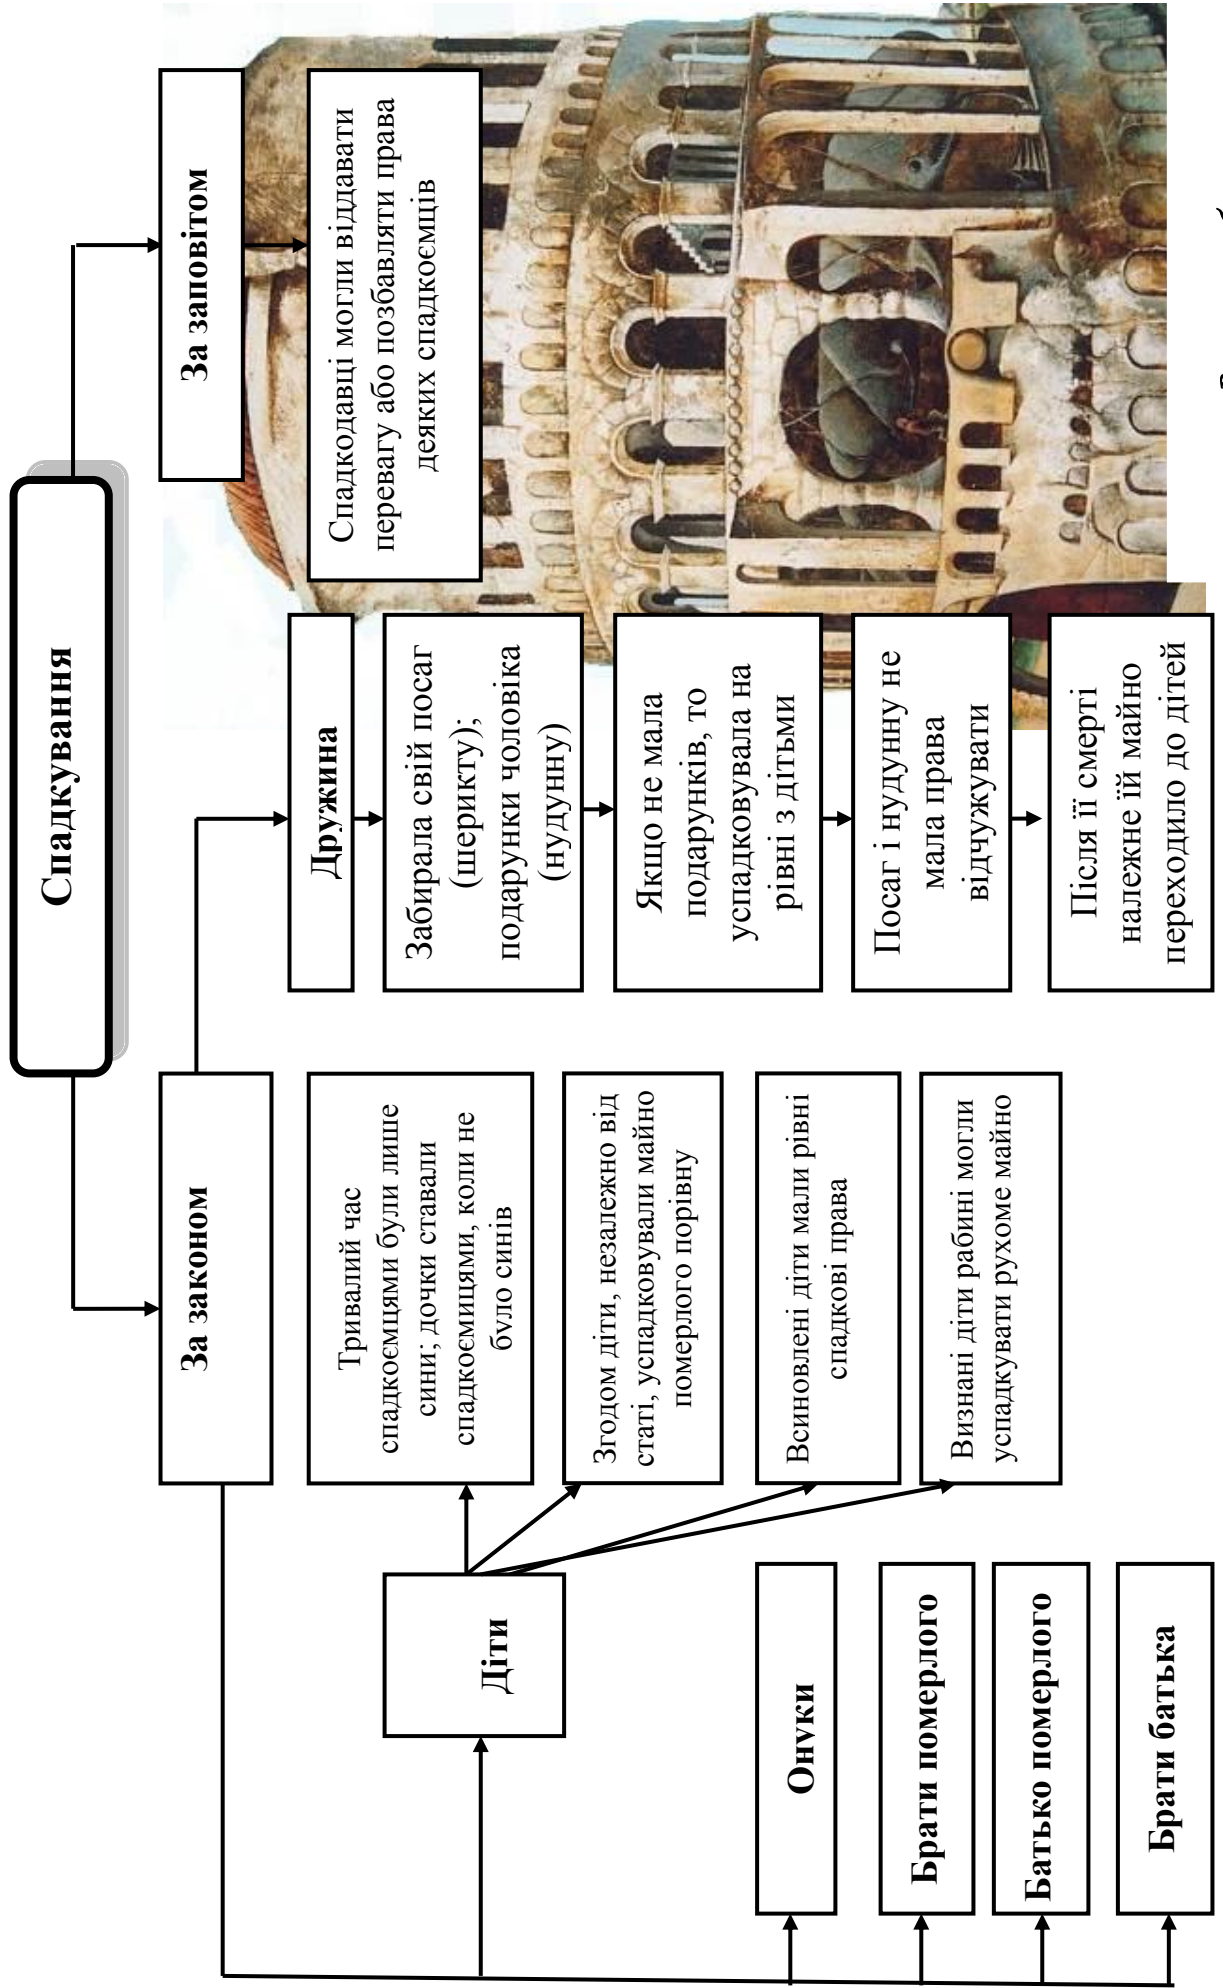 Спадкування
За законом
За заповітом
Спадкодавці могли віддавати
перевагу або позбавляти права
деяких спадкоємців
Дружина
Забирала свій посаг
(шерикту);
подарунки чоловіка
(нудунну)
Якщо не мала
подарунків, то
успадковувала на
рівні з дітьми
Посаг і нудунну не
мала права
відчужувати
Після її смерті
належне їй майно
переходило до дітей
Діти
Тривалий час
спадкоємцями були лише
сини; дочки ставали
спадкоємицями, коли не
було синів
Згодом діти, незалежно від
статі, успадковували майно
померлого порівну
Всиновлені діти мали рівні
спадкові права
Визнані діти рабині могли
успадкувати рухоме майно
Онуки
Брати померлого
Батько померлого
Брати батька